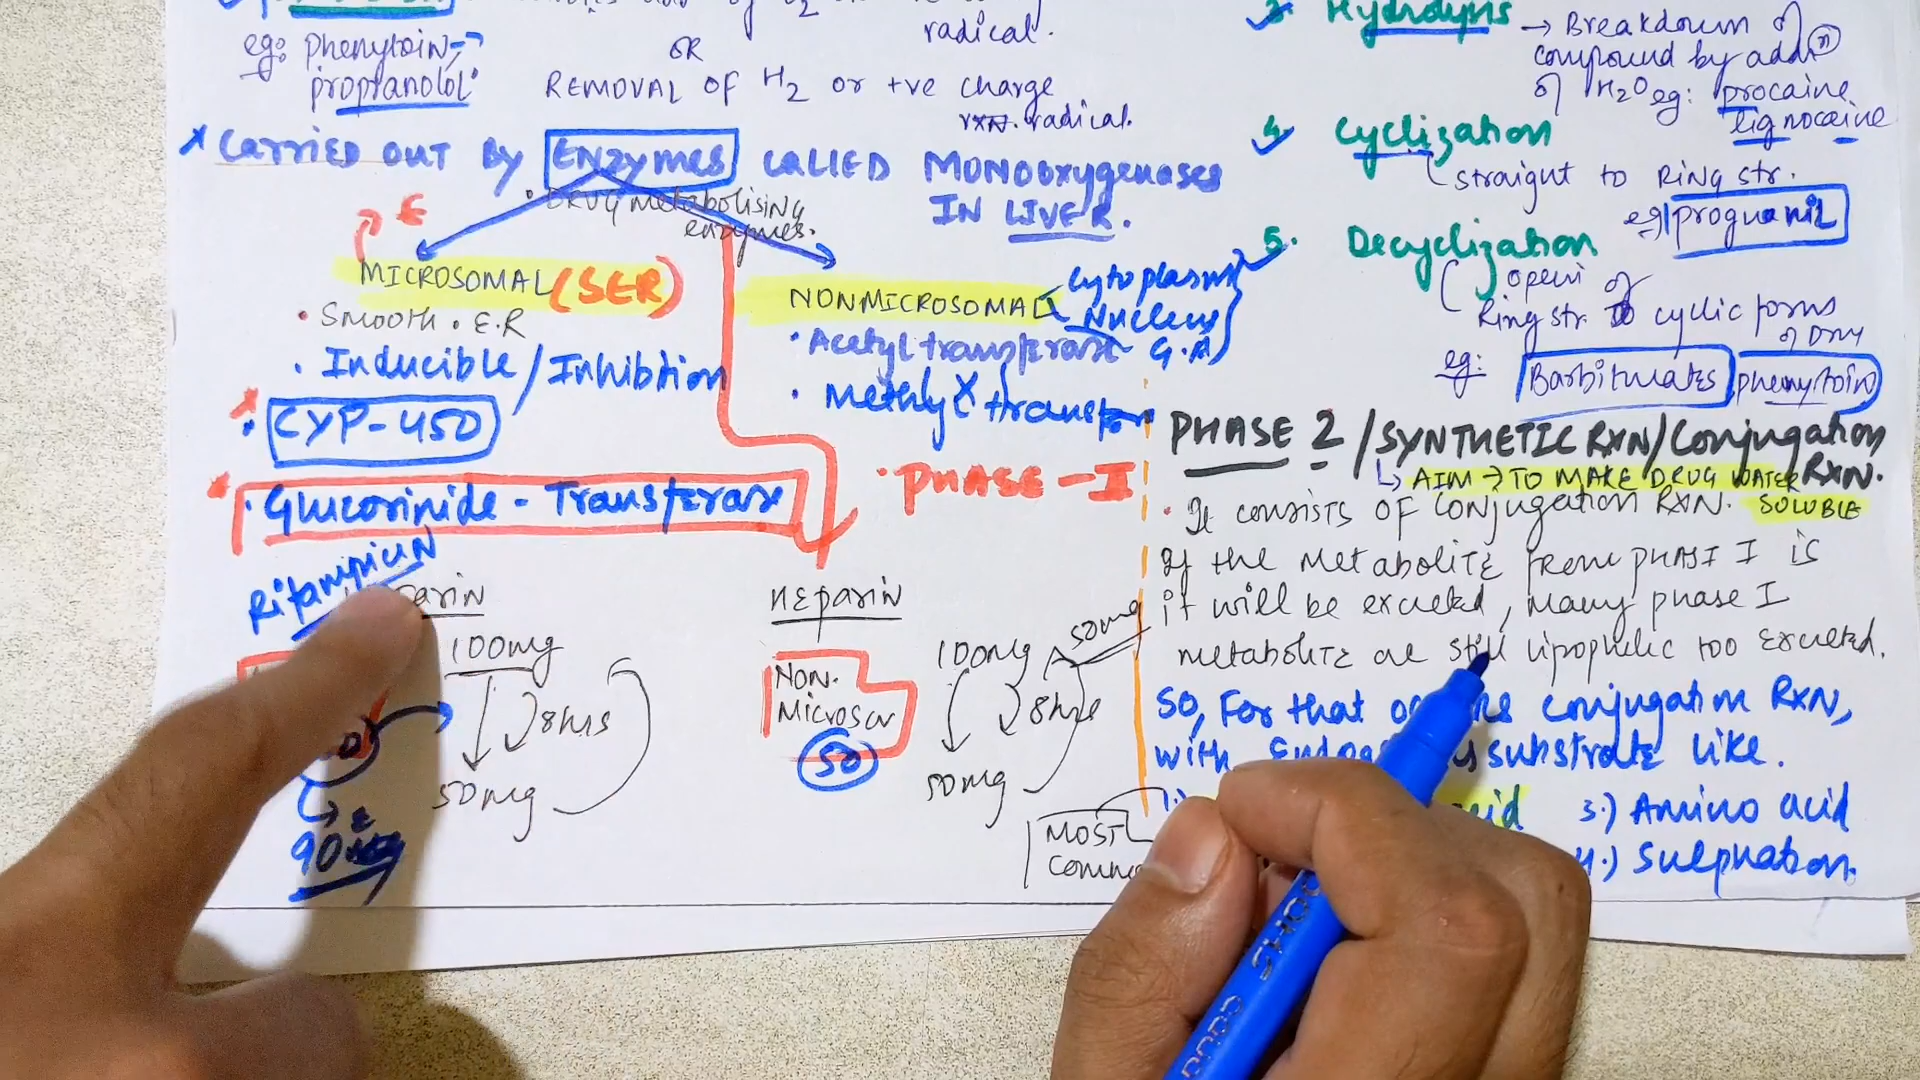 radical.
eg: phenytoin,
propranolol.
OR
REMOVAL OF H2 or +ve charge
rxn. radical.
CARRIED OUT BY ENZYMES CALLED MONOOXYGENASES
IN LIVER.
• DRUG metabolising
enzymes.
MICROSOMAL (SER)
• Smooth . E.R
• Inducible / Inhibition
• CYP-450
• Glucorinide - Transferase
NONMICROSOMAL
Cytoplasm
Nucleus
• Acetyl transferase
• Methyl transfer
• PHASE - I
Rifampicin
100mg
8hrs
50mg
90
HEparin
Non-
Microso
50
100mg
50mg
8hrs
50mg
MOST
Commo
Hydrolysis → Breakdown of
compound by addn
of H2O eg: procaine
lignocaine
4. Cyclization
straight to RING str.
eg) proguanil
5. Decyclization
openi of
Ring str. to cyclic forms
of Drug
eg: Barbiturates, phenytoin
PHASE 2 / SYNTHETIC RXN / Conjugation
RXN.
AIM → TO MAKE DRUG WATER
SOLUBLE
• It consists OF Conjugation RXN.
If the Metabolite from PHASE I is
it will be excreted, Many phase I
metabolite are still lipophilic too Excreted.
SO, For that conjugation RXN,
with substrate like.
3.) Amino acid
4.) Sulphation.